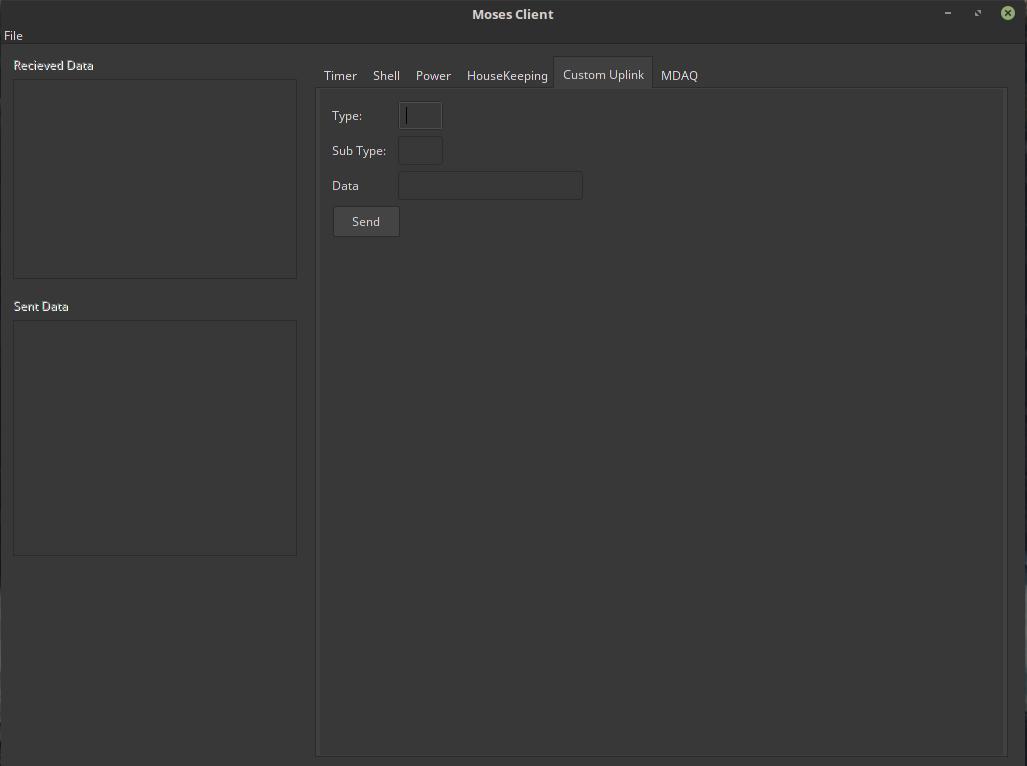 Moses Client
File
Recieved Data
Sent Data
Timer Shell Power HouseKeeping Custom Uplink MDAQ
Type:
Sub Type:
Data
Send